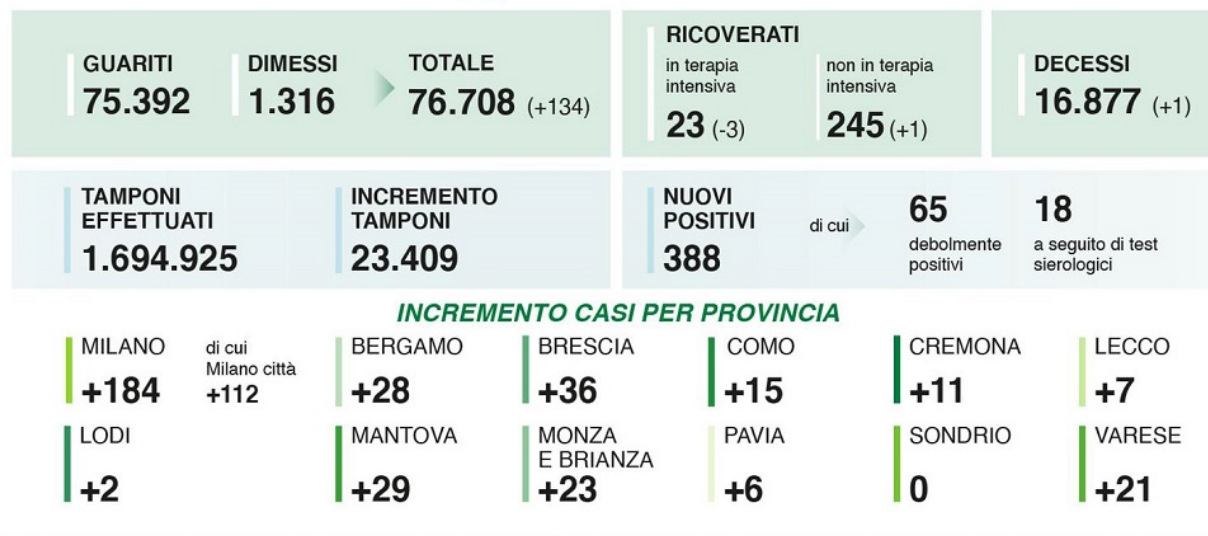 GUARITI
75.392
DIMESSI
1.316
TOTALE
76.708 (+134)
RICOVERATI
in terapia
intensiva
23 (-3)
non in terapia
intensiva
245 (+1)
DECESSI
16.877 (+1)
TAMPONI
EFFETTUATI
1.694.925
INCREMENTO
TAMPONI
23.409
NUOVI
POSITIVI
388
di cui
65
debolmente
positivi
18
a seguito di test
sierologici
INCREMENTO CASI PER PROVINCIA
MILANO
+184
di cui
Milano città
+112
BERGAMO
+28
BRESCIA
+36
COMO
+15
CREMONA
+11
LECCO
+7
LODI
+2
MANTOVA
+29
MONZA
E BRIANZA
+23
PAVIA
+6
SONDRIO
0
VARESE
+21